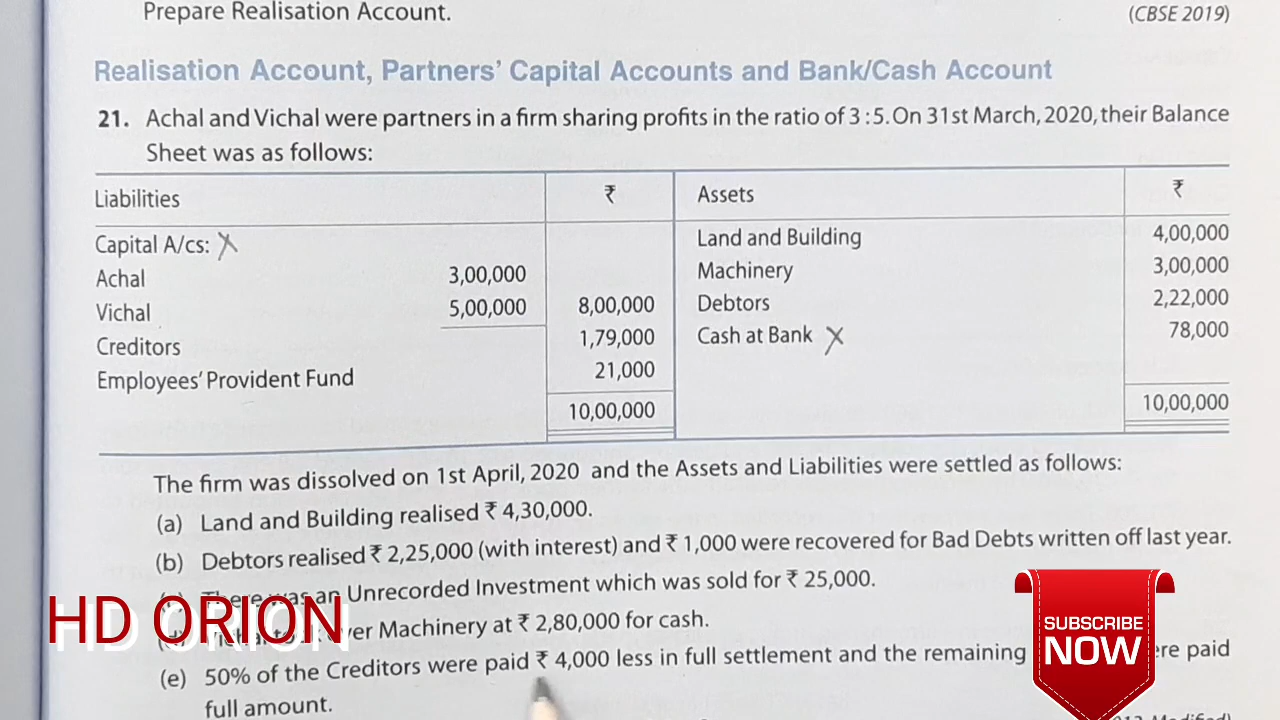 Prepare Realisation Account.
(CBSE 2019)
Realisation Account, Partners' Capital Accounts and Bank/Cash Account
21. Achal and Vichal were partners in a firm sharing profits in the ratio of 3 : 5. On 31st March, 2020, their Balance
Sheet was as follows:
Liabilities ₹ Assets ₹
Capital A/cs: Land and Building 4,00,000
Achal 3,00,000 Machinery 3,00,000
Vichal 5,00,000 8,00,000 Debtors 2,22,000
Creditors 1,79,000 Cash at Bank 78,000
Employees' Provident Fund 21,000
10,00,000 10,00,000
The firm was dissolved on 1st April, 2020 and the Assets and Liabilities were settled as follows:
(a) Land and Building realised ₹ 4,30,000.
(b) Debtors realised ₹ 2,25,000 (with interest) and ₹ 1,000 were recovered for Bad Debts written off last year.
an Unrecorded Investment which was sold for ₹ 25,000.
Machinery at ₹ 2,80,000 for cash.
(e) 50% of the Creditors were paid ₹ 4,000 less in full settlement and the remaining paid
full amount.
HD ORION
SUBSCRIBE
NOW